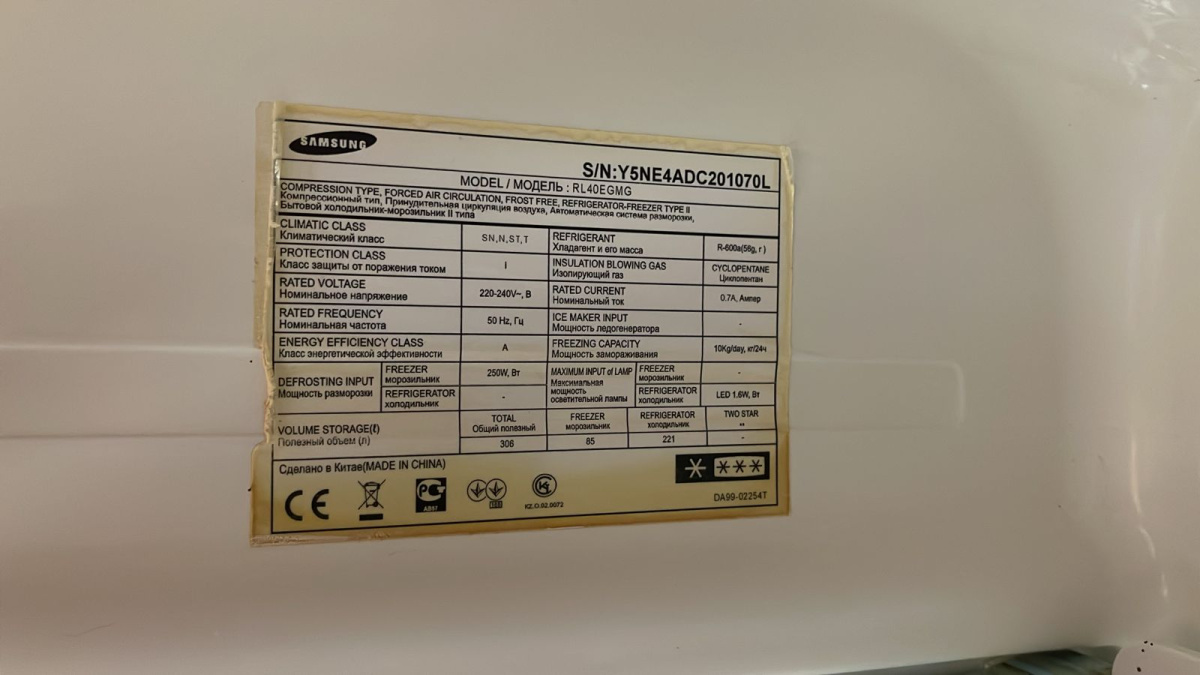 SAMSUNG
S/N:Y5NE4ADC201070L
MODEL / МОДЕЛЬ : RL40EGMG
COMPRESSION TYPE, FORCED AIR CIRCULATION, FROST FREE, REFRIGERATOR-FREEZER TYPE II
Компрессионный тип, Принудительная циркуляция воздуха, Автоматическая система разморозки,
Бытовой холодильник-морозильник II типа
CLIMATIC CLASS
Климатический класс
SN,N,ST,T
REFRIGERANT
Хладагент и его масса
R-600a(56g, г)
PROTECTION CLASS
Класс защиты от поражения током
I
INSULATION BLOWING GAS
Изолирующий газ
CYCLOPENTANE
Циклопентан
RATED VOLTAGE
Номинальное напряжение
220-240V~, В
RATED CURRENT
Номинальный ток
0.7A, Ампер
RATED FREQUENCY
Номинальная частота
50 Hz, Гц
ICE MAKER INPUT
Мощность ледогенератора
-
ENERGY EFFICIENCY CLASS
Класс энергетической эффективности
A
FREEZING CAPACITY
Мощность замораживания
10Kg/day, кг/24ч
DEFROSTING INPUT
Мощность разморозки
FREEZER
морозильник
250W, Вт
REFRIGERATOR
холодильник
-
MAXIMUM INPUT of LAMP
Максимальная
мощность
осветительной лампы
FREEZER
морозильник
-
REFRIGERATOR
холодильник
LED 1.6W, Вт
VOLUME STORAGE(ℓ)
Полезный объем (л)
TOTAL
Общий полезный
306
FREEZER
морозильник
85
REFRIGERATOR
холодильник
221
TWO STAR
**
-
Сделано в Китае(MADE IN CHINA)
CE
РСТ
АВ57
KZ.O.02.0072
DA99-02254T